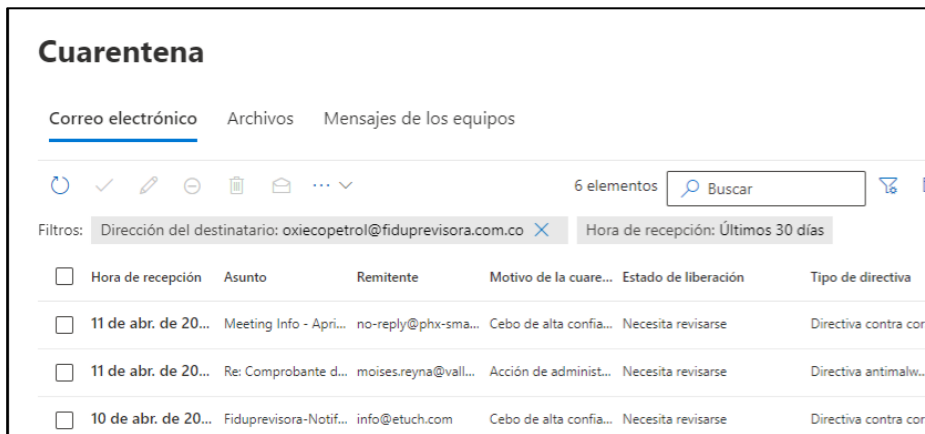 Cuarentena
Correo electrónico Archivos Mensajes de los equipos
6 elementos Buscar
Filtros: Dirección del destinatario: oxiecopetrol@fiduprevisora.com.co Hora de recepción: Últimos 30 días
Hora de recepción Asunto Remitente Motivo de la cuare... Estado de liberación Tipo de directiva
11 de abr. de 20... Meeting Info - Apri... no-reply@phx-sma... Cebo de alta confia... Necesita revisarse Directiva contra cor
11 de abr. de 20... Re: Comprobante d... moises.reyna@vall... Acción de administ... Necesita revisarse Directiva antimalw...
10 de abr. de 20... Fiduprevisora-Notif... info@etuch.com Cebo de alta confia... Necesita revisarse Directiva contra cor